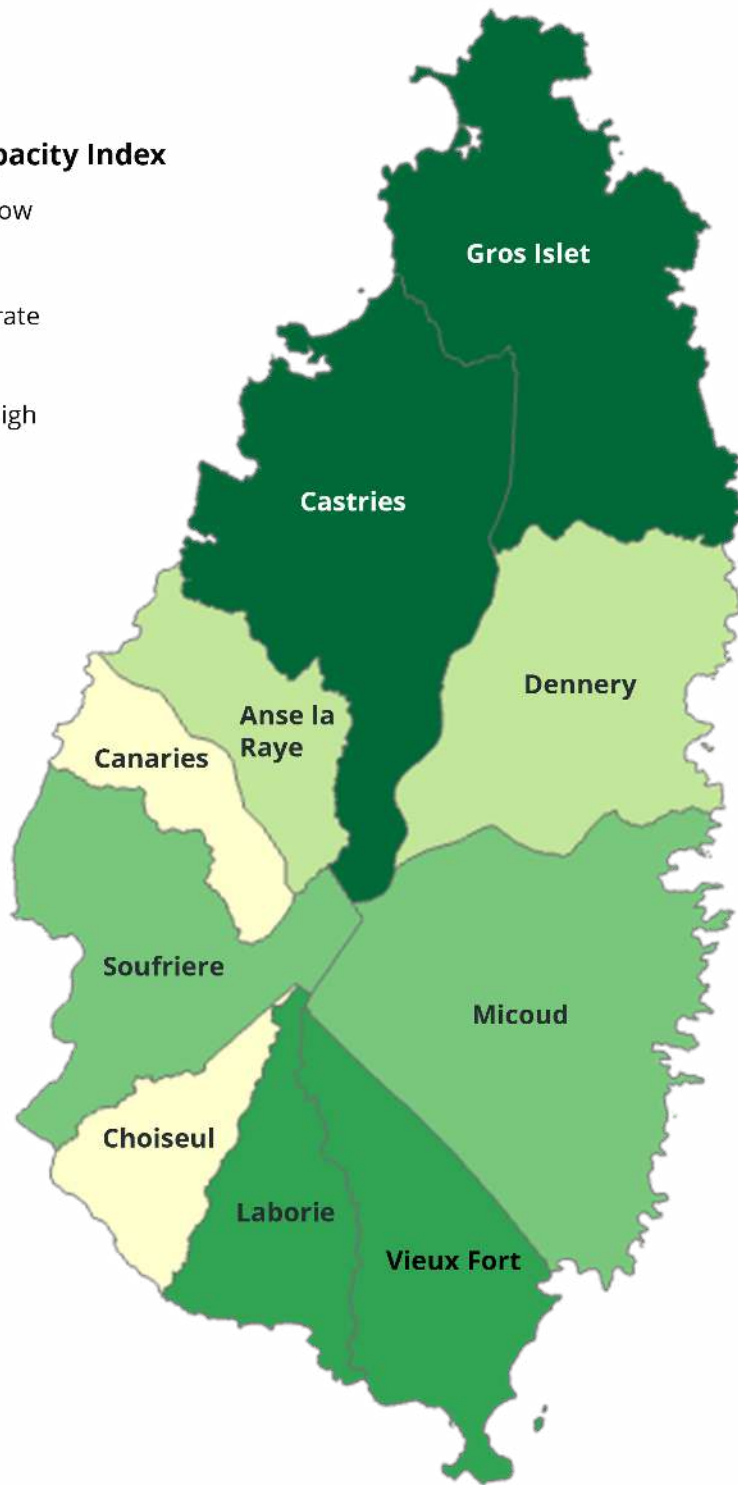 pacity Index
ow
rate
igh
Gros Islet
Castries
Dennery
Anse la
Raye
Canaries
Soufriere
Micoud
Choiseul
Laborie
Vieux Fort